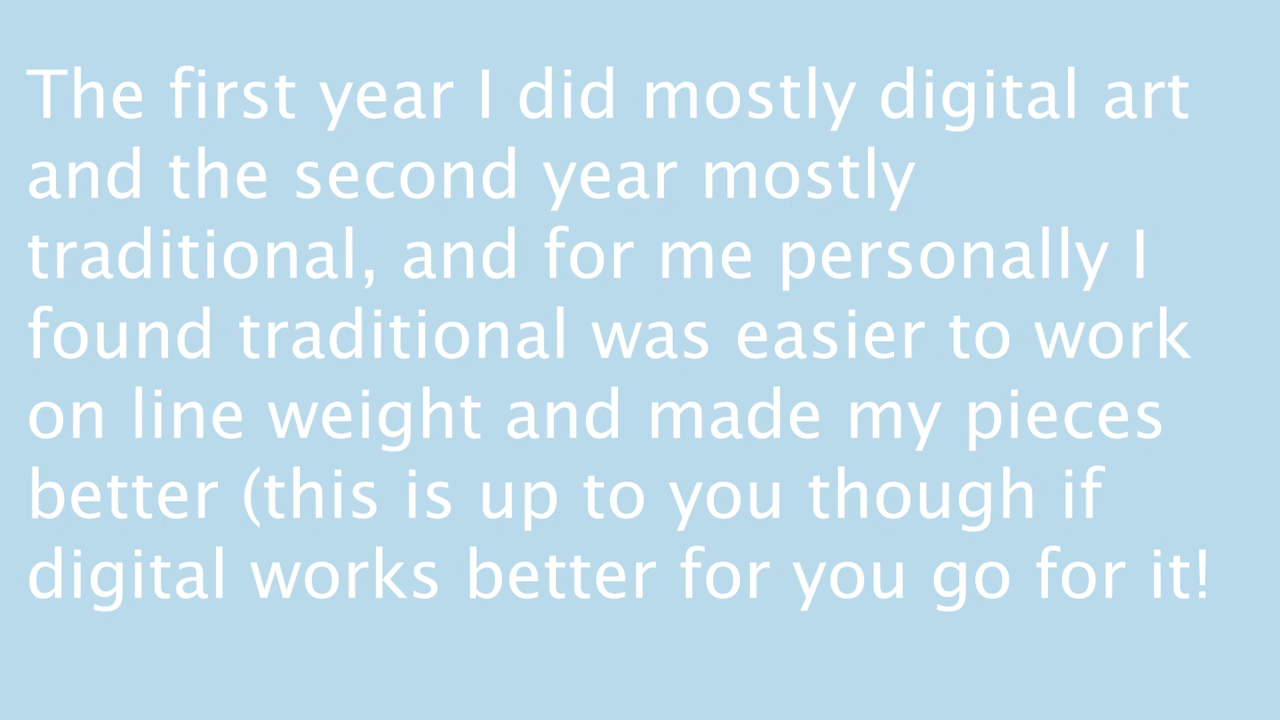 The first year I did mostly digital art
and the second year mostly
traditional, and for me personally I
found traditional was easier to work
on line weight and made my pieces
better (this is up to you though if
digital works better for you go for it!